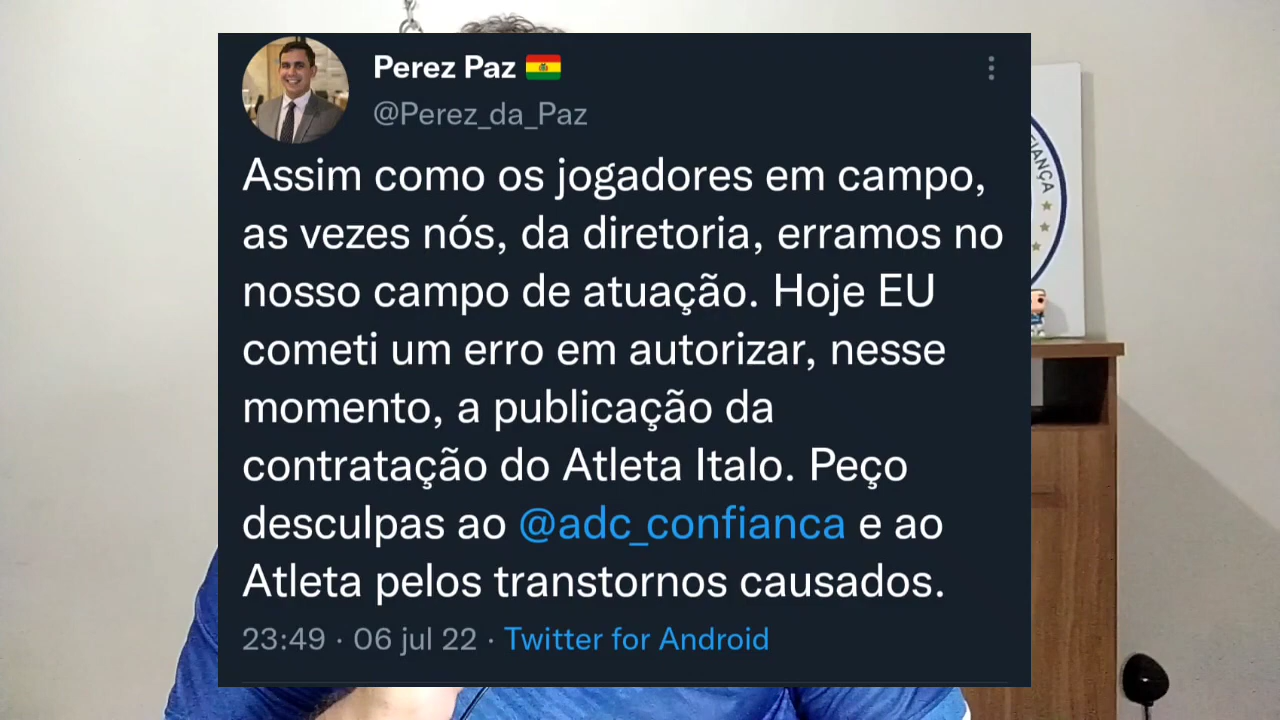 Perez Paz
@Perez_da_Paz
Assim como os jogadores em campo,
as vezes nós, da diretoria, erramos no
nosso campo de atuação. Hoje EU
cometi um erro em autorizar, nesse
momento, a publicação da
contratação do Atleta Italo. Peço
desculpas ao @adc_confianca e ao
Atleta pelos transtornos causados.
23:49 · 06 jul 22 · Twitter for Android